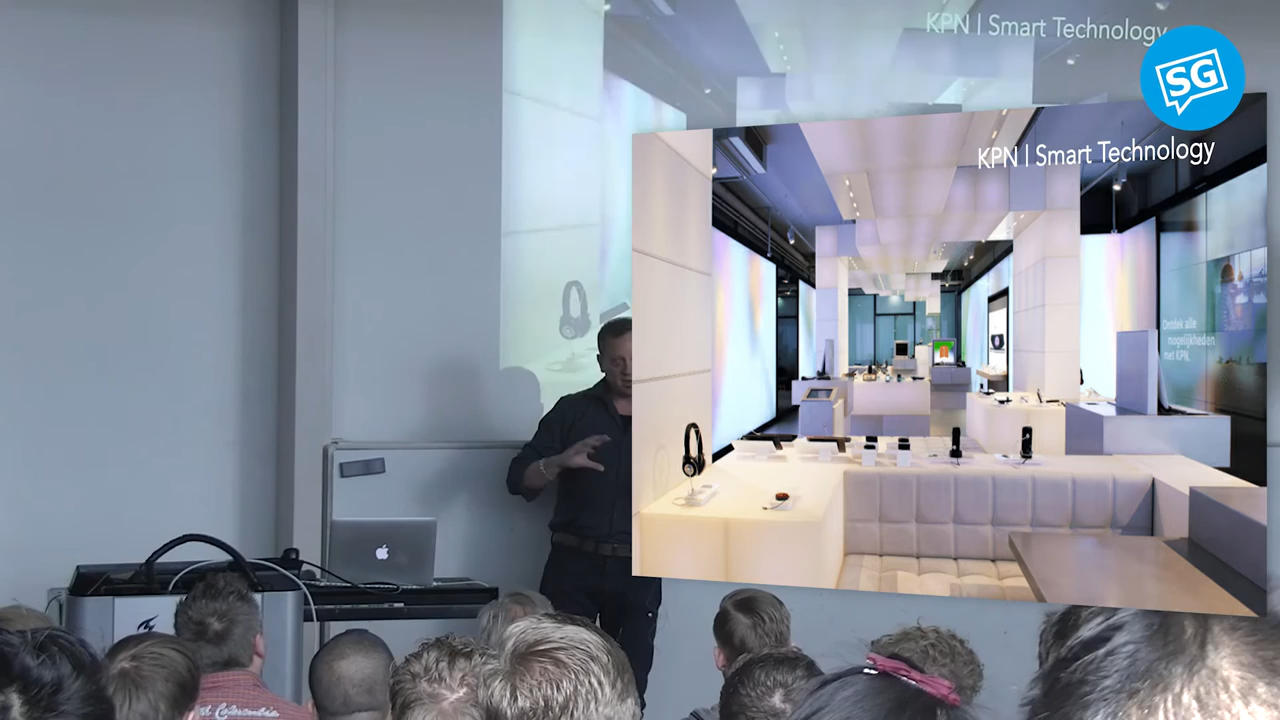 KPN | Smart Technology
SG
KPN | Smart Technology
Ontdek alle
mogelijkheden
met KPN.